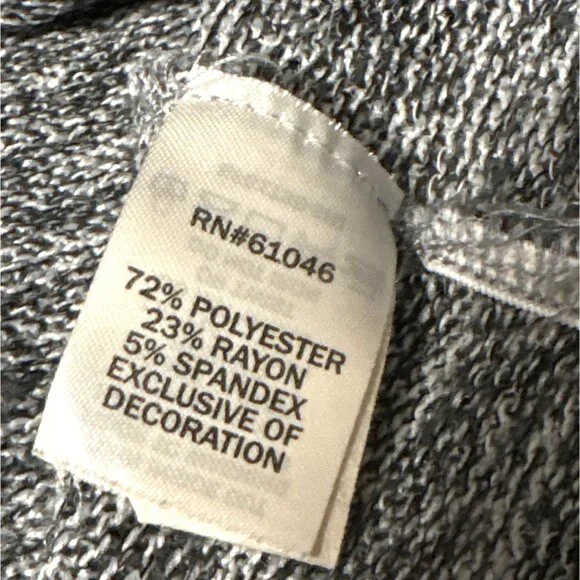 RN#61046
72% POLYESTER
23% RAYON
5% SPANDEX
EXCLUSIVE OF
DECORATION